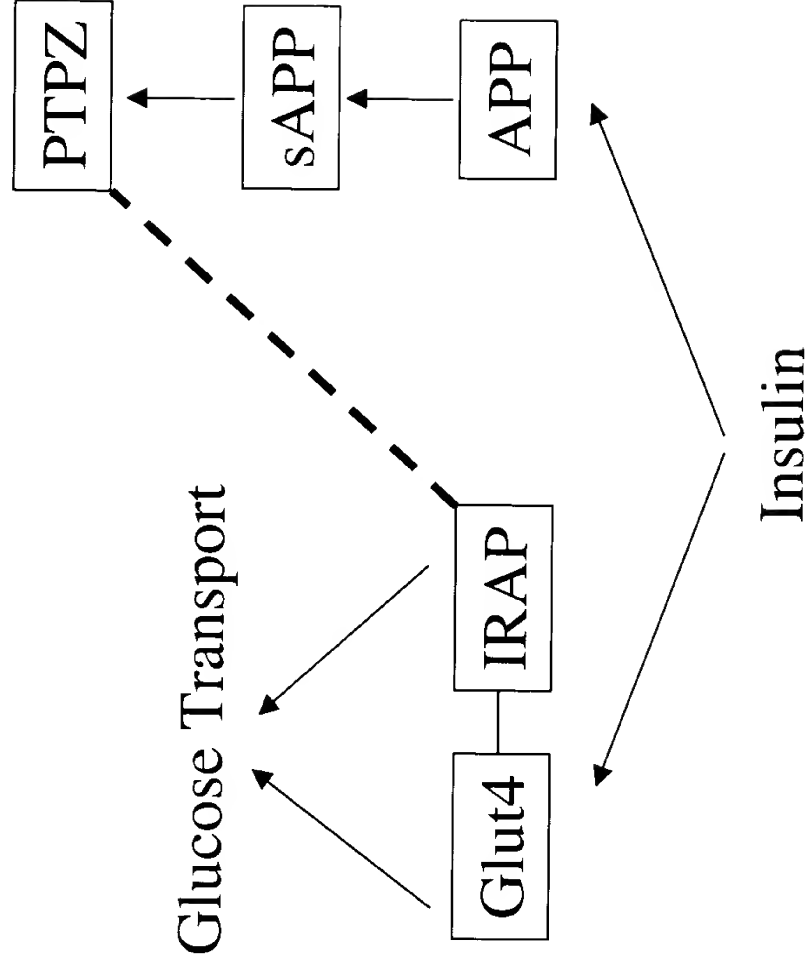 Glucose Transport
Glut4
IRAP
PTPZ
sAPP
APP
Insulin